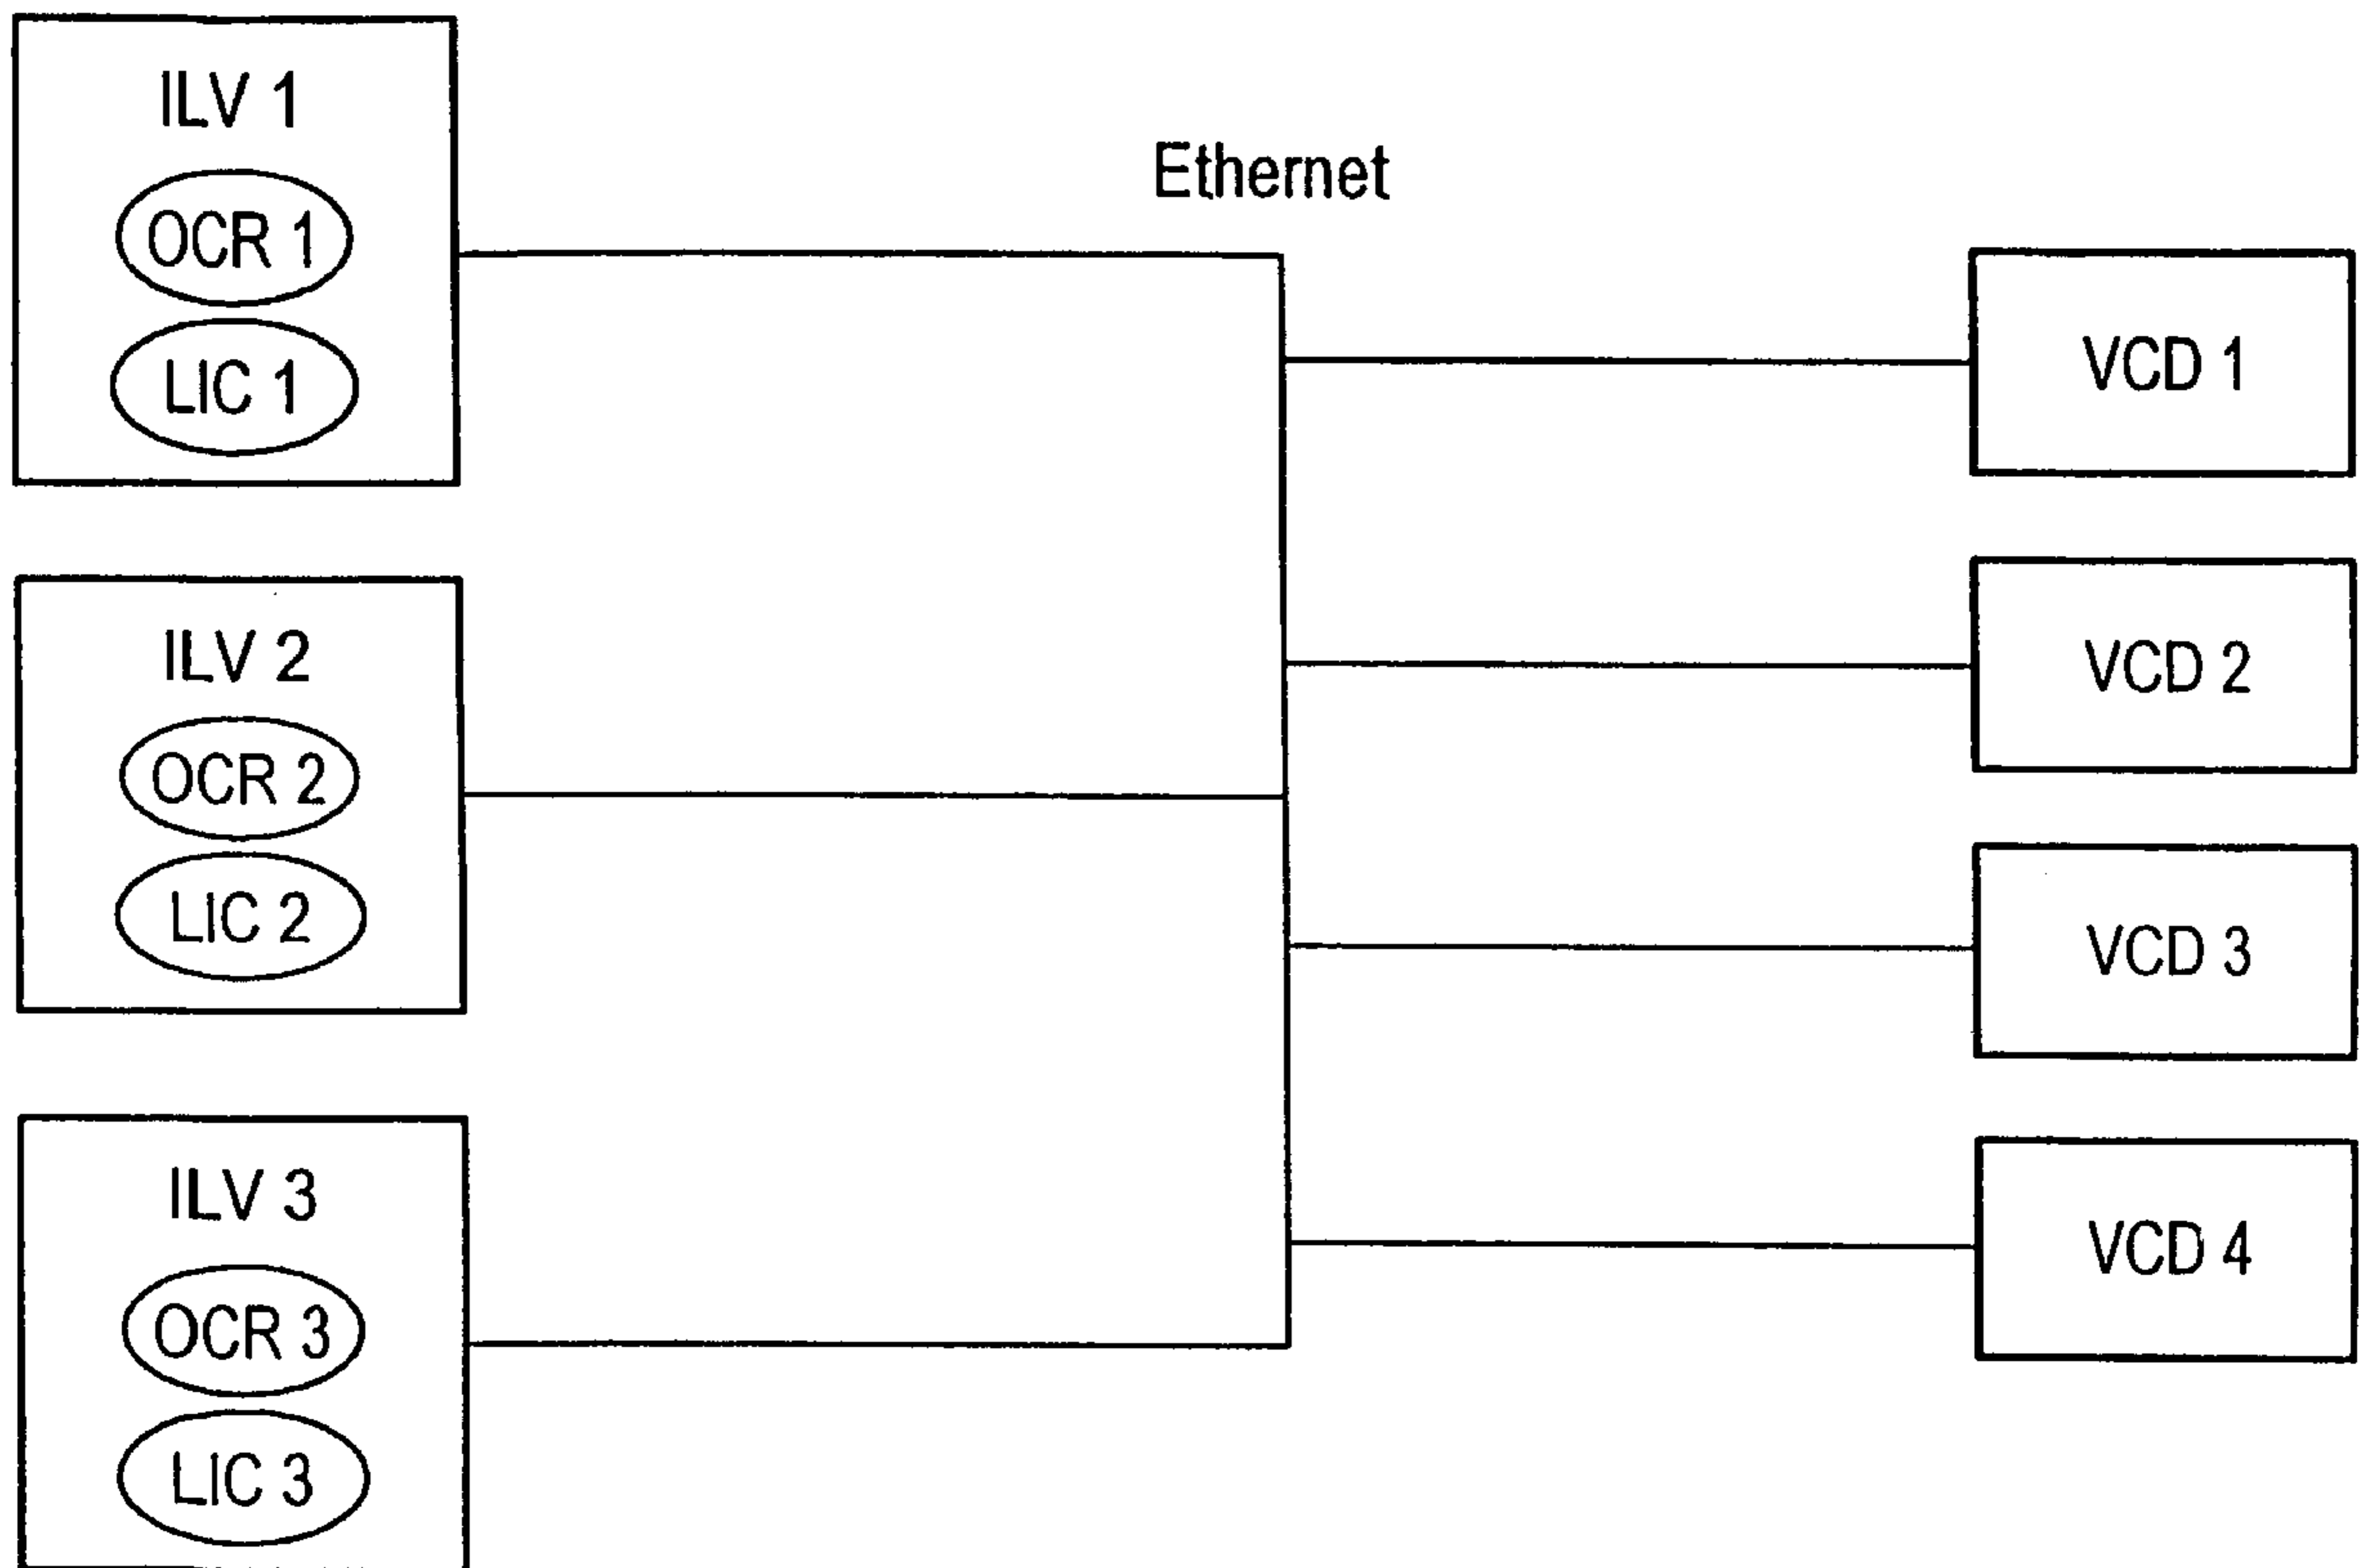 ILV 1
OCR 1
LIC 1
Ethernet
VCD 1
ILV 2
OCR 2
LIC 2
VCD 2
VCD 3
ILV 3
OCR 3
LIC 3
VCD 4